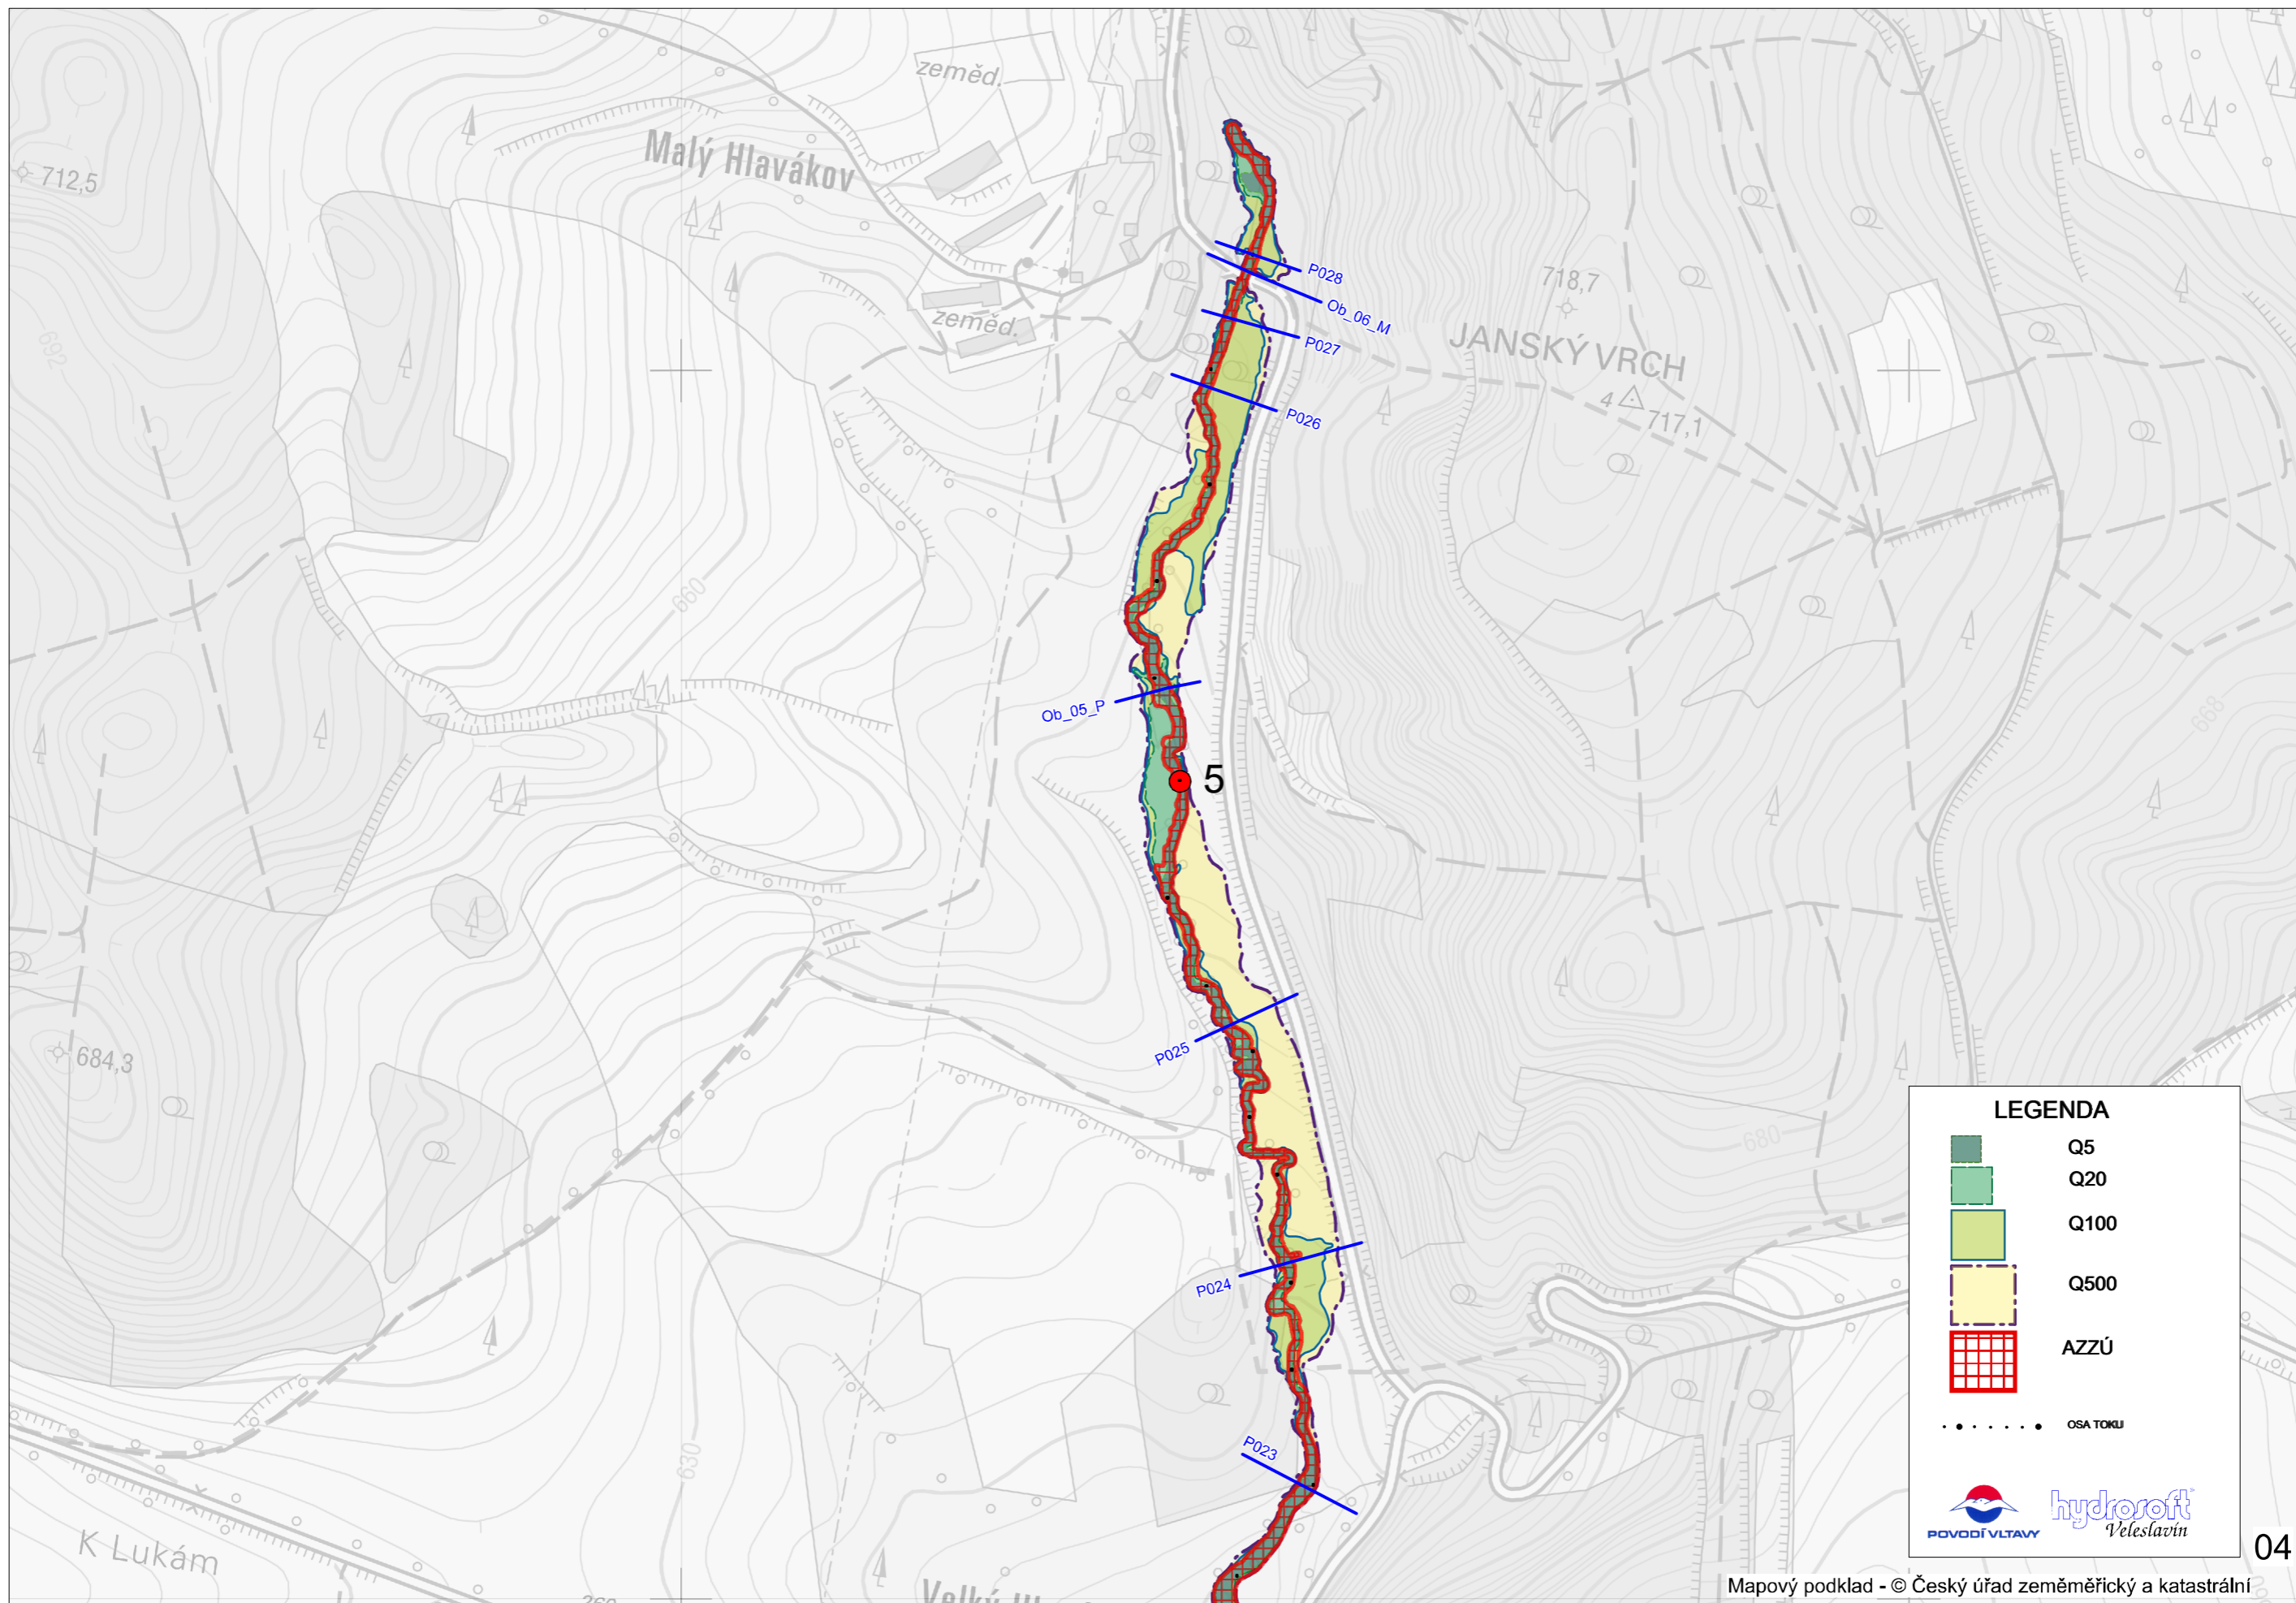 zeměd.
Malý Hlavákov
712,5
P028
718,7
Ob_06_M
zeměd.
P027
JANSKÝ VRCH
692
4
717,1
P026
660
Ob_05_P
668
5
P025
684,3
680
P024
P023
630
K Lukám
LEGENDA
Q5
Q20
Q100
Q500
AZZÚ
OSA TOKU
POVODÍ VLTAVY
hydrosoft
Veleslavín
04
Mapový podklad - © Český úřad zeměměřický a katastrální